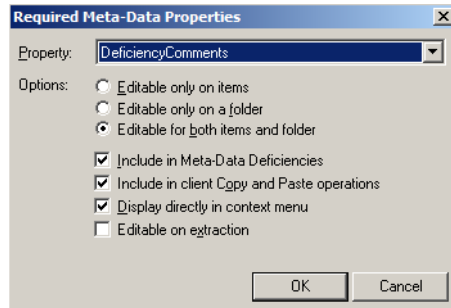 Required Meta-Data Properties
Property: DeficiencyComments
Options: Editable only on items
Editable only on a folder
Editable for both items and folder
Include in Meta-Data Deficiencies
Include in client Copy and Paste operations
Display directly in context menu
Editable on extraction
OK Cancel